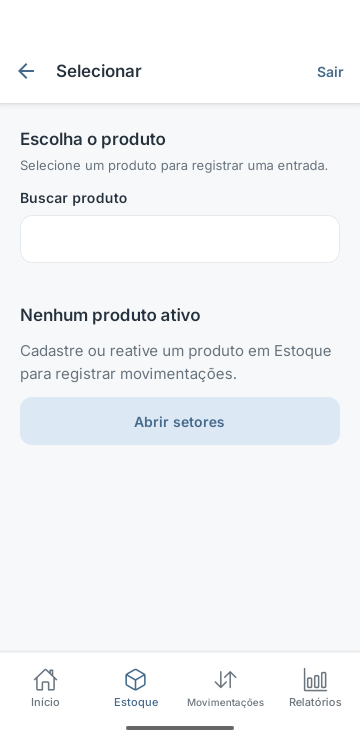 Selecionar
Sair
Escolha o produto
Selecione um produto para registrar uma entrada.
Buscar produto
Nenhum produto ativo
Cadastre ou reative um produto em Estoque
para registrar movimentações.
Abrir setores
Início
Estoque
Movimentações
Relatórios